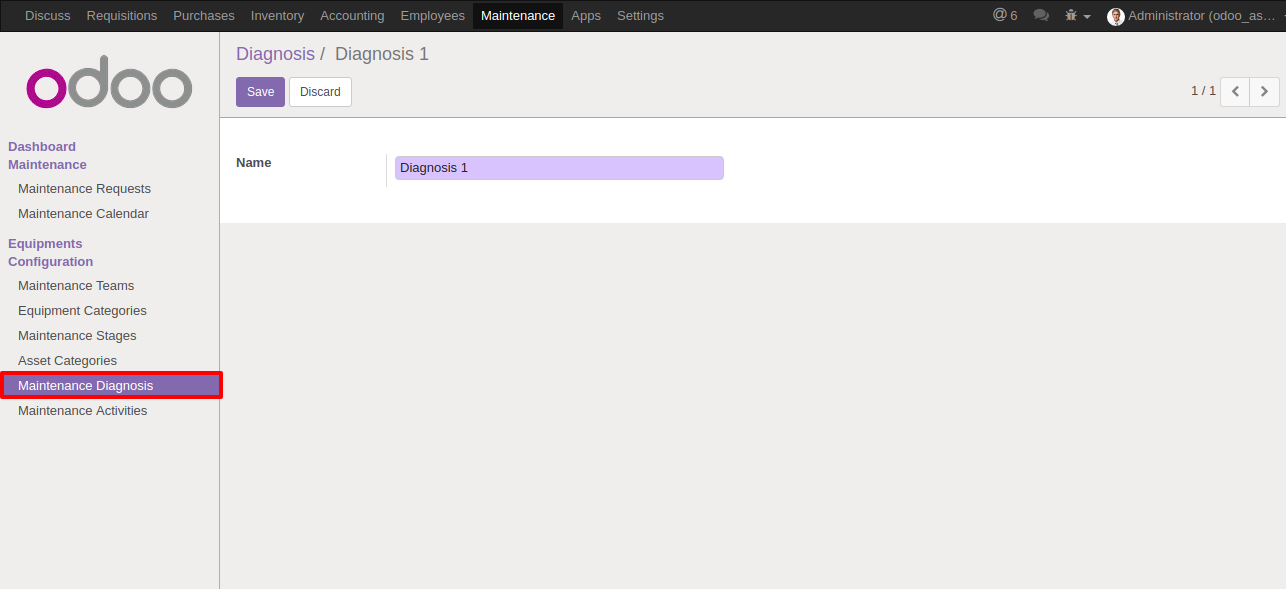 Discuss Requisitions Purchases Inventory Accounting Employees Maintenance Apps Settings @ 6 Administrator (odoo_as...
odoo
Diagnosis / Diagnosis 1
Save Discard 1 / 1
Dashboard
Maintenance
Maintenance Requests
Maintenance Calendar
Equipments
Configuration
Maintenance Teams
Equipment Categories
Maintenance Stages
Asset Categories
Maintenance Diagnosis
Maintenance Activities
Name Diagnosis 1